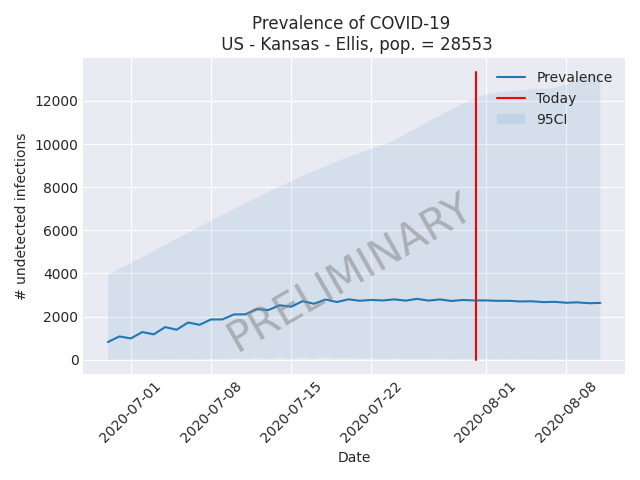 Prevalence of COVID-19
US - Kansas - Ellis, pop. = 28553
# undetected infections
12000
10000
8000
6000
4000
2000
0
Prevalence
Today
95CI
PRELIMINARY
2020-07-01
2020-07-08
2020-07-15
2020-07-22
2020-08-01
2020-08-08
Date